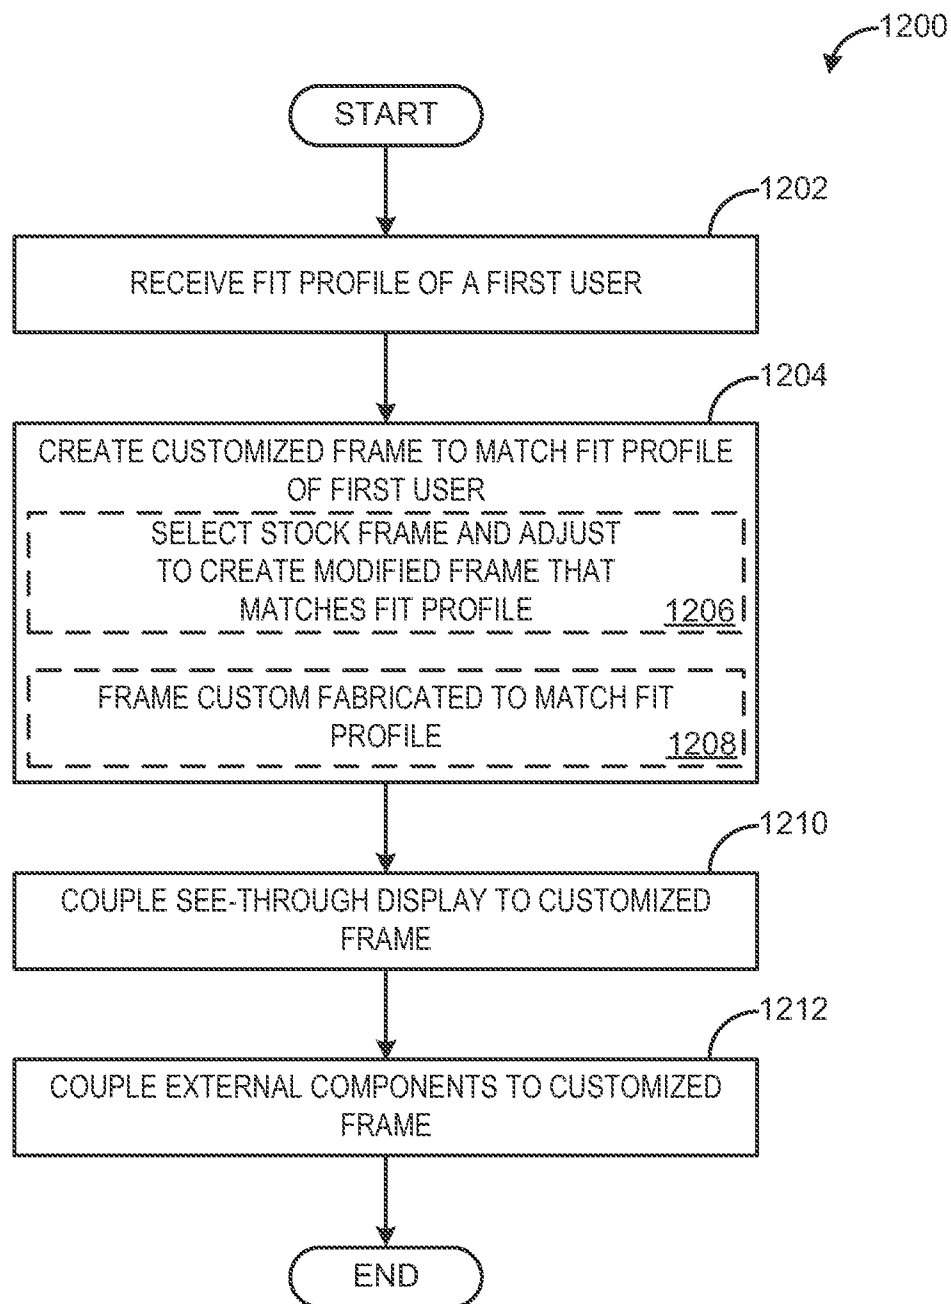 1200
START
1202
RECEIVE FIT PROFILE OF A FIRST USER
1204
CREATE CUSTOMIZED FRAME TO MATCH FIT PROFILE
OF FIRST USER
SELECT STOCK FRAME AND ADJUST
TO CREATE MODIFIED FRAME THAT
MATCHES FIT PROFILE
1206
FRAME CUSTOM FABRICATED TO MATCH FIT
PROFILE
1208
1210
COUPLE SEE-THROUGH DISPLAY TO CUSTOMIZED
FRAME
1212
COUPLE EXTERNAL COMPONENTS TO CUSTOMIZED
FRAME
END